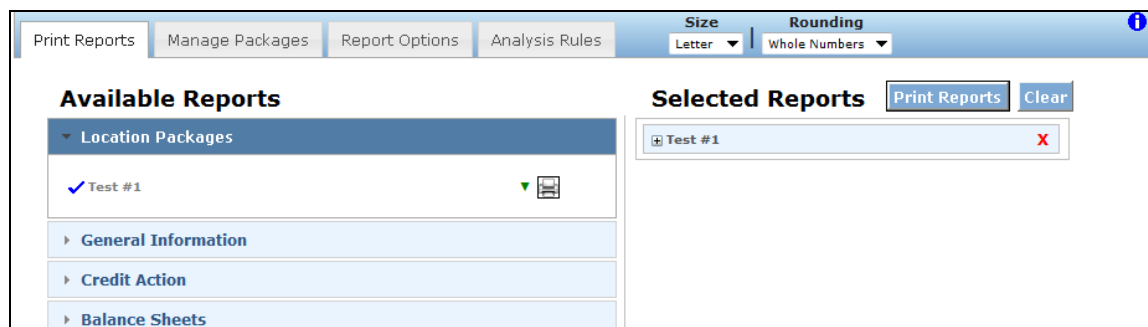 Print Reports Manage Packages Report Options Analysis Rules
Size Rounding
Letter | Whole Numbers
Available Reports
Location Packages
Test #1
General Information
Credit Action
Balance Sheets
Selected Reports Print Reports Clear
Test #1 X